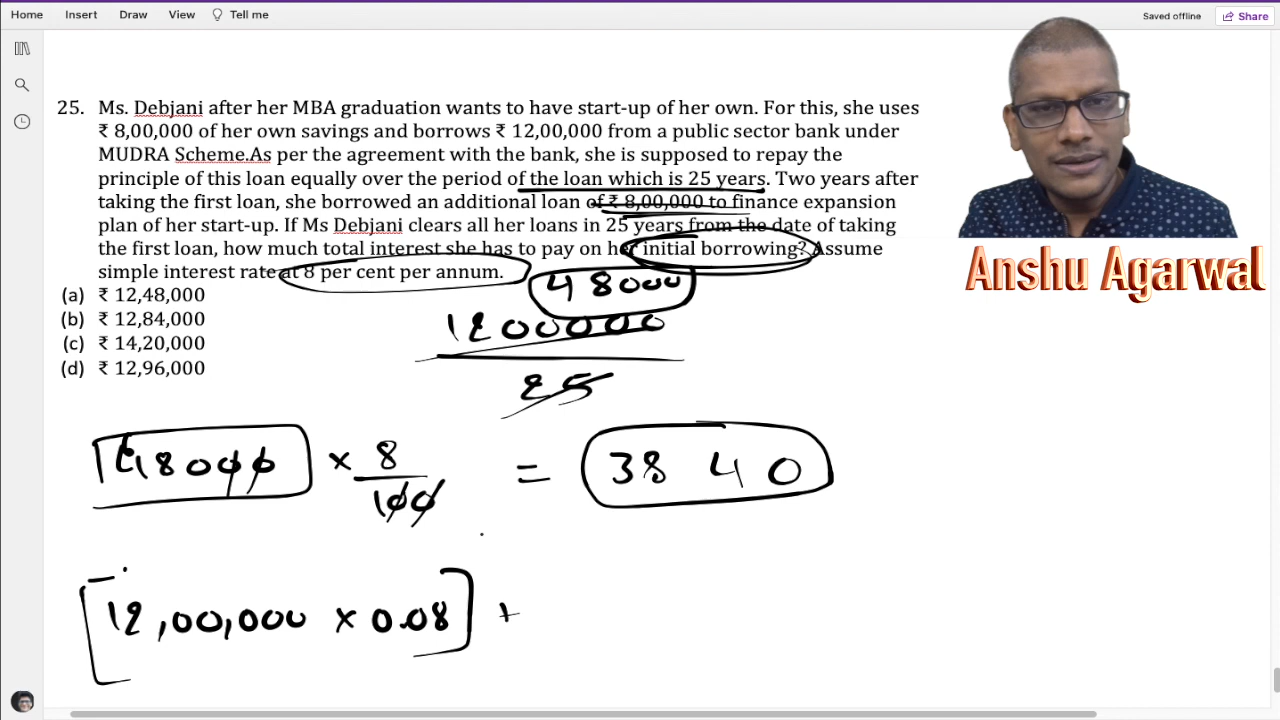 Home Insert Draw View Tell me Saved offline Share
25. Ms. Debjani after her MBA graduation wants to have start-up of her own. For this, she uses
₹ 8,00,000 of her own savings and borrows ₹ 12,00,000 from a public sector bank under
MUDRA Scheme.As per the agreement with the bank, she is supposed to repay the
principle of this loan equally over the period of the loan which is 25 years. Two years after
taking the first loan, she borrowed an additional loan of ₹ 8,00,000 to finance expansion
plan of her start-up. If Ms Debjani clears all her loans in 25 years from the date of taking
the first loan, how much total interest she has to pay on her initial borrowing? Assume
simple interest rate at 8 per cent per annum.
Anshu Agarwal
(a) ₹ 12,48,000
(b) ₹ 12,84,000
(c) ₹ 14,20,000
(d) ₹ 12,96,000
48000
1200000
25
48000 × 8 = 3840
100
[12,00,000 × 0.08] +